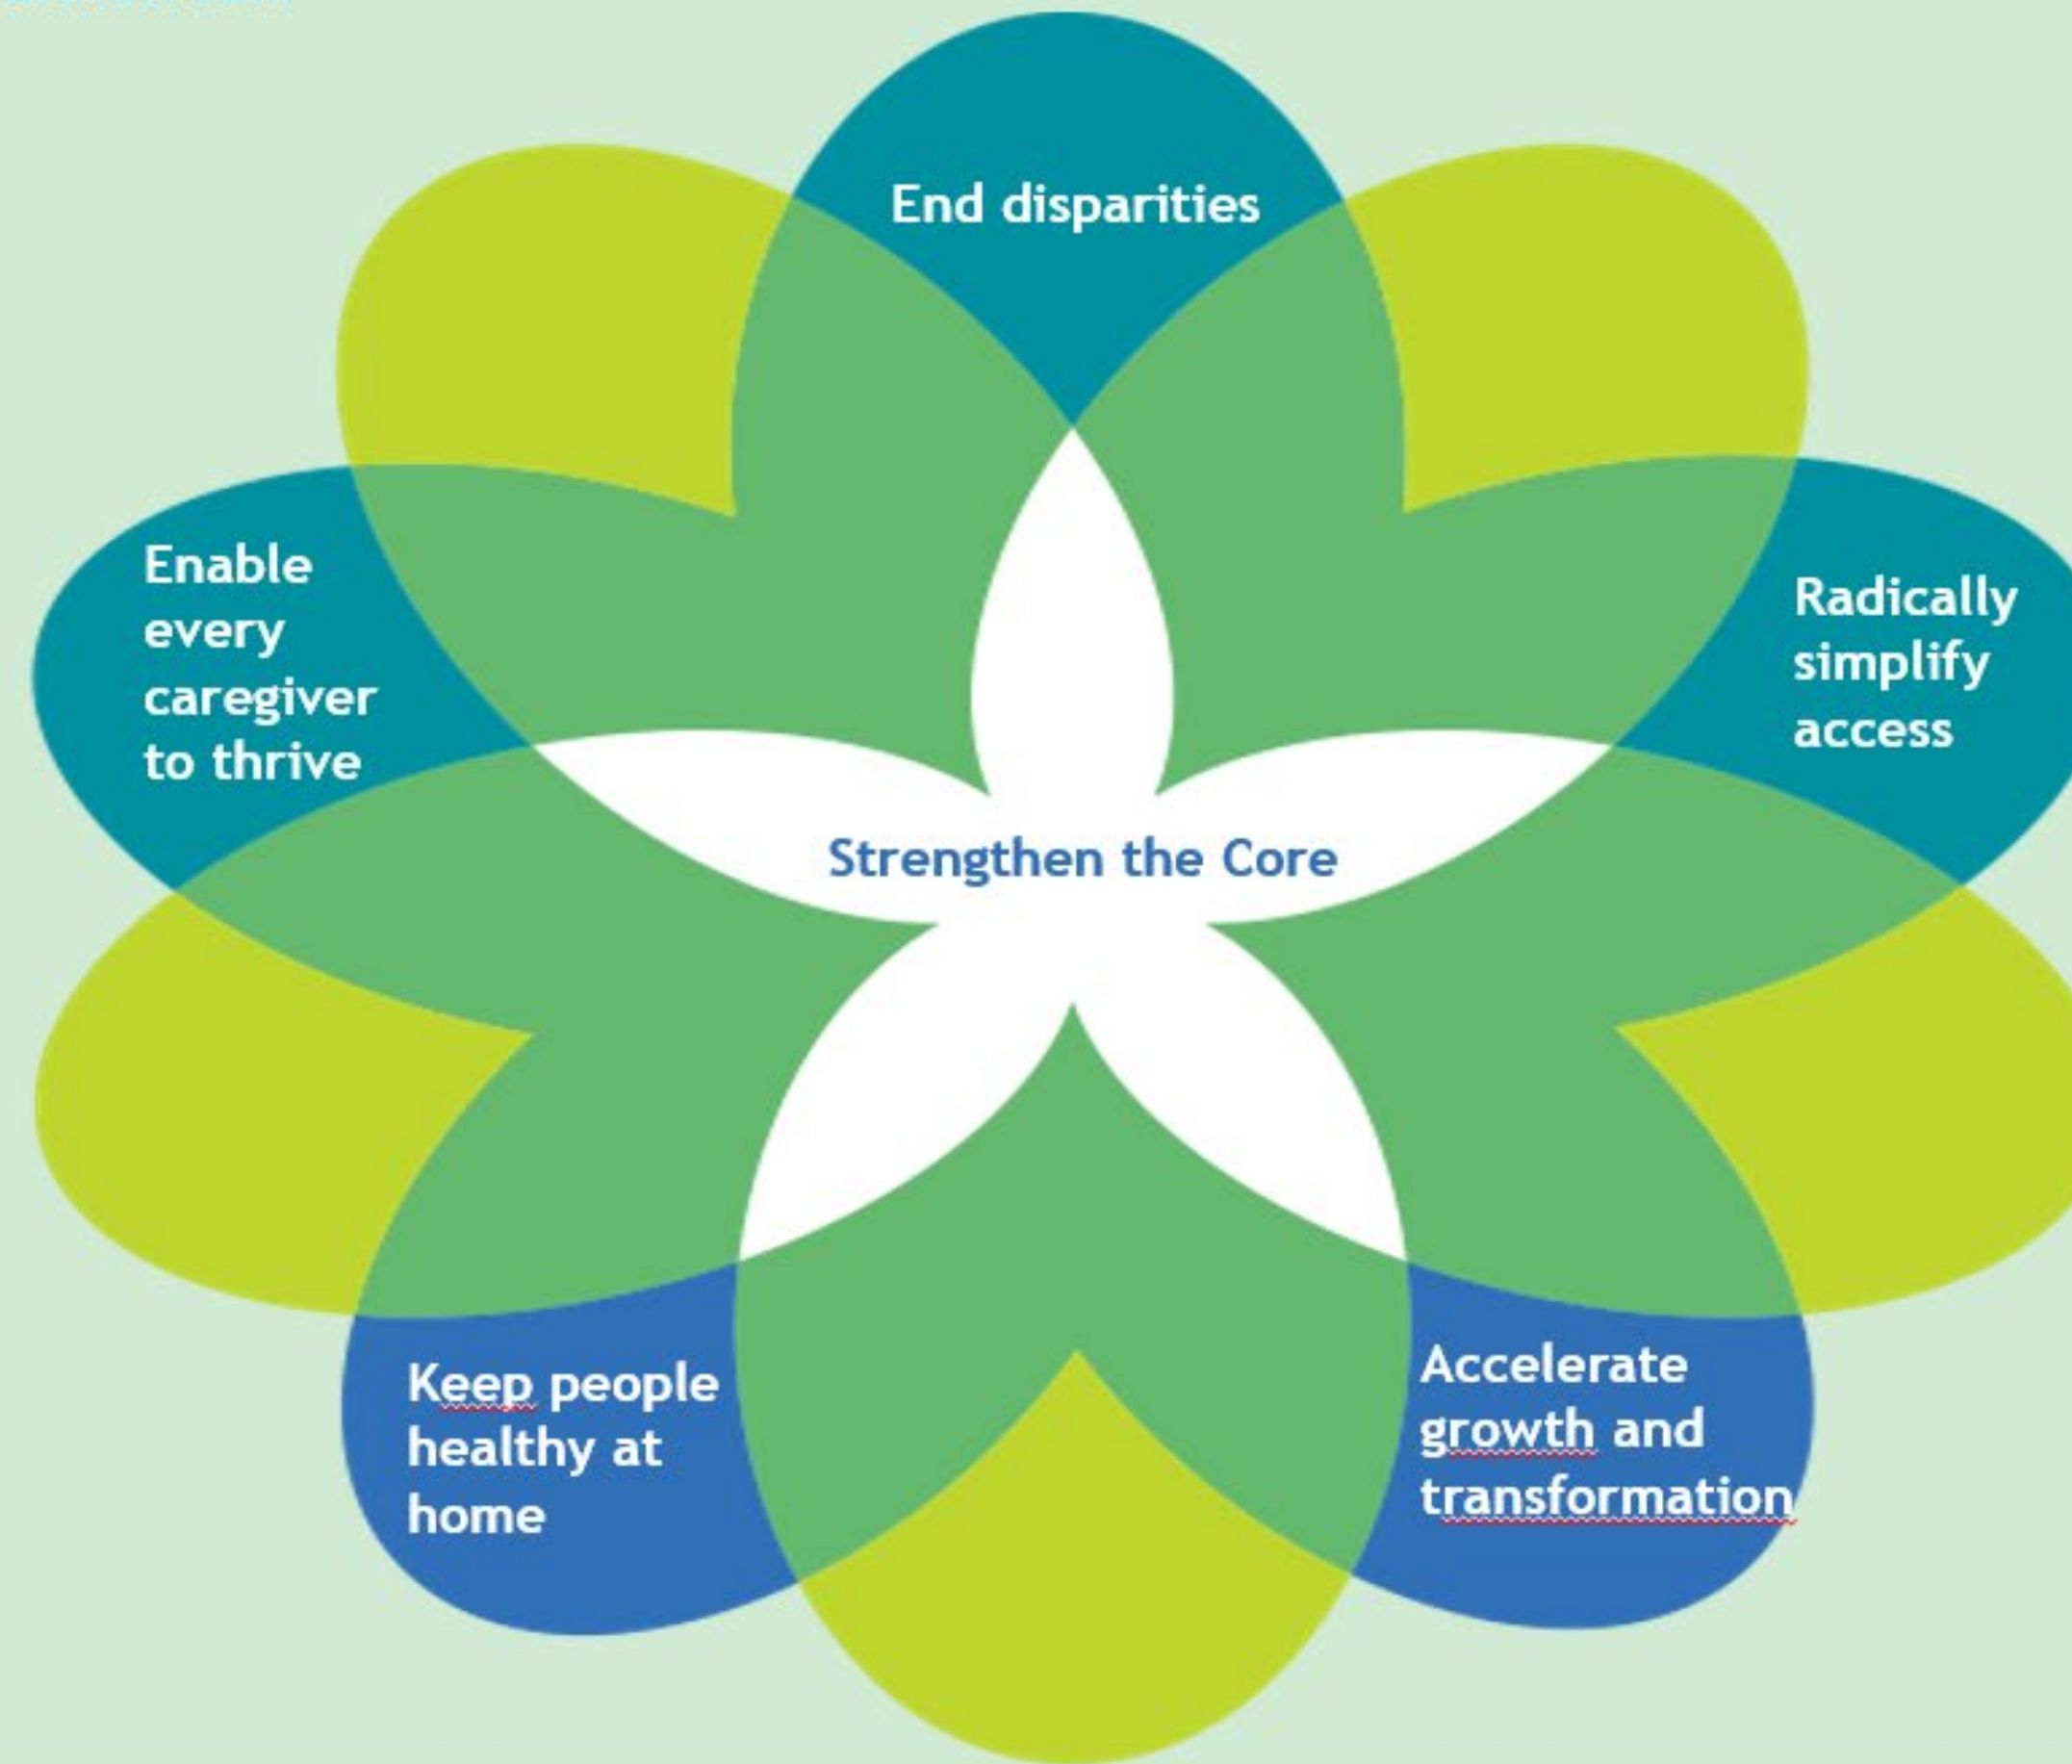 End disparities
Enable
every
caregiver
to thrive
Radically
simplify
access
Strengthen the Core
Keep people
healthy at
home
Accelerate
growth and
transformation